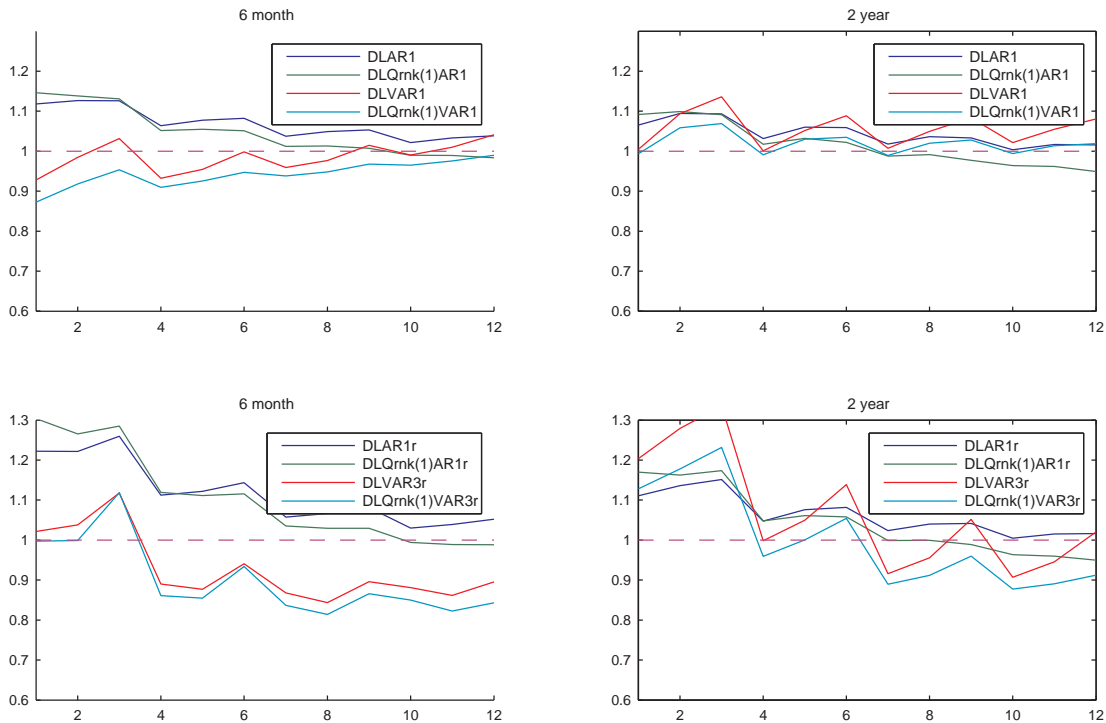 6 month
1.2
1.1
1
0.9
0.8
0.7
0.6
2
4
6
8
10
12
DLAR1
DLQrnk(1)AR1
DLVAR1
DLQrnk(1)VAR1
2 year
1.2
1.1
1
0.9
0.8
0.7
0.6
2
4
6
8
10
12
DLAR1
DLQrnk(1)AR1
DLVAR1
DLQrnk(1)VAR1
6 month
1.3
1.2
1.1
1
0.9
0.8
0.7
0.6
2
4
6
8
10
12
DLAR1r
DLQrnk(1)AR1r
DLVAR3r
DLQrnk(1)VAR3r
2 year
1.3
1.2
1.1
1
0.9
0.8
0.7
0.6
2
4
6
8
10
12
DLAR1r
DLQrnk(1)AR1r
DLVAR3r
DLQrnk(1)VAR3r